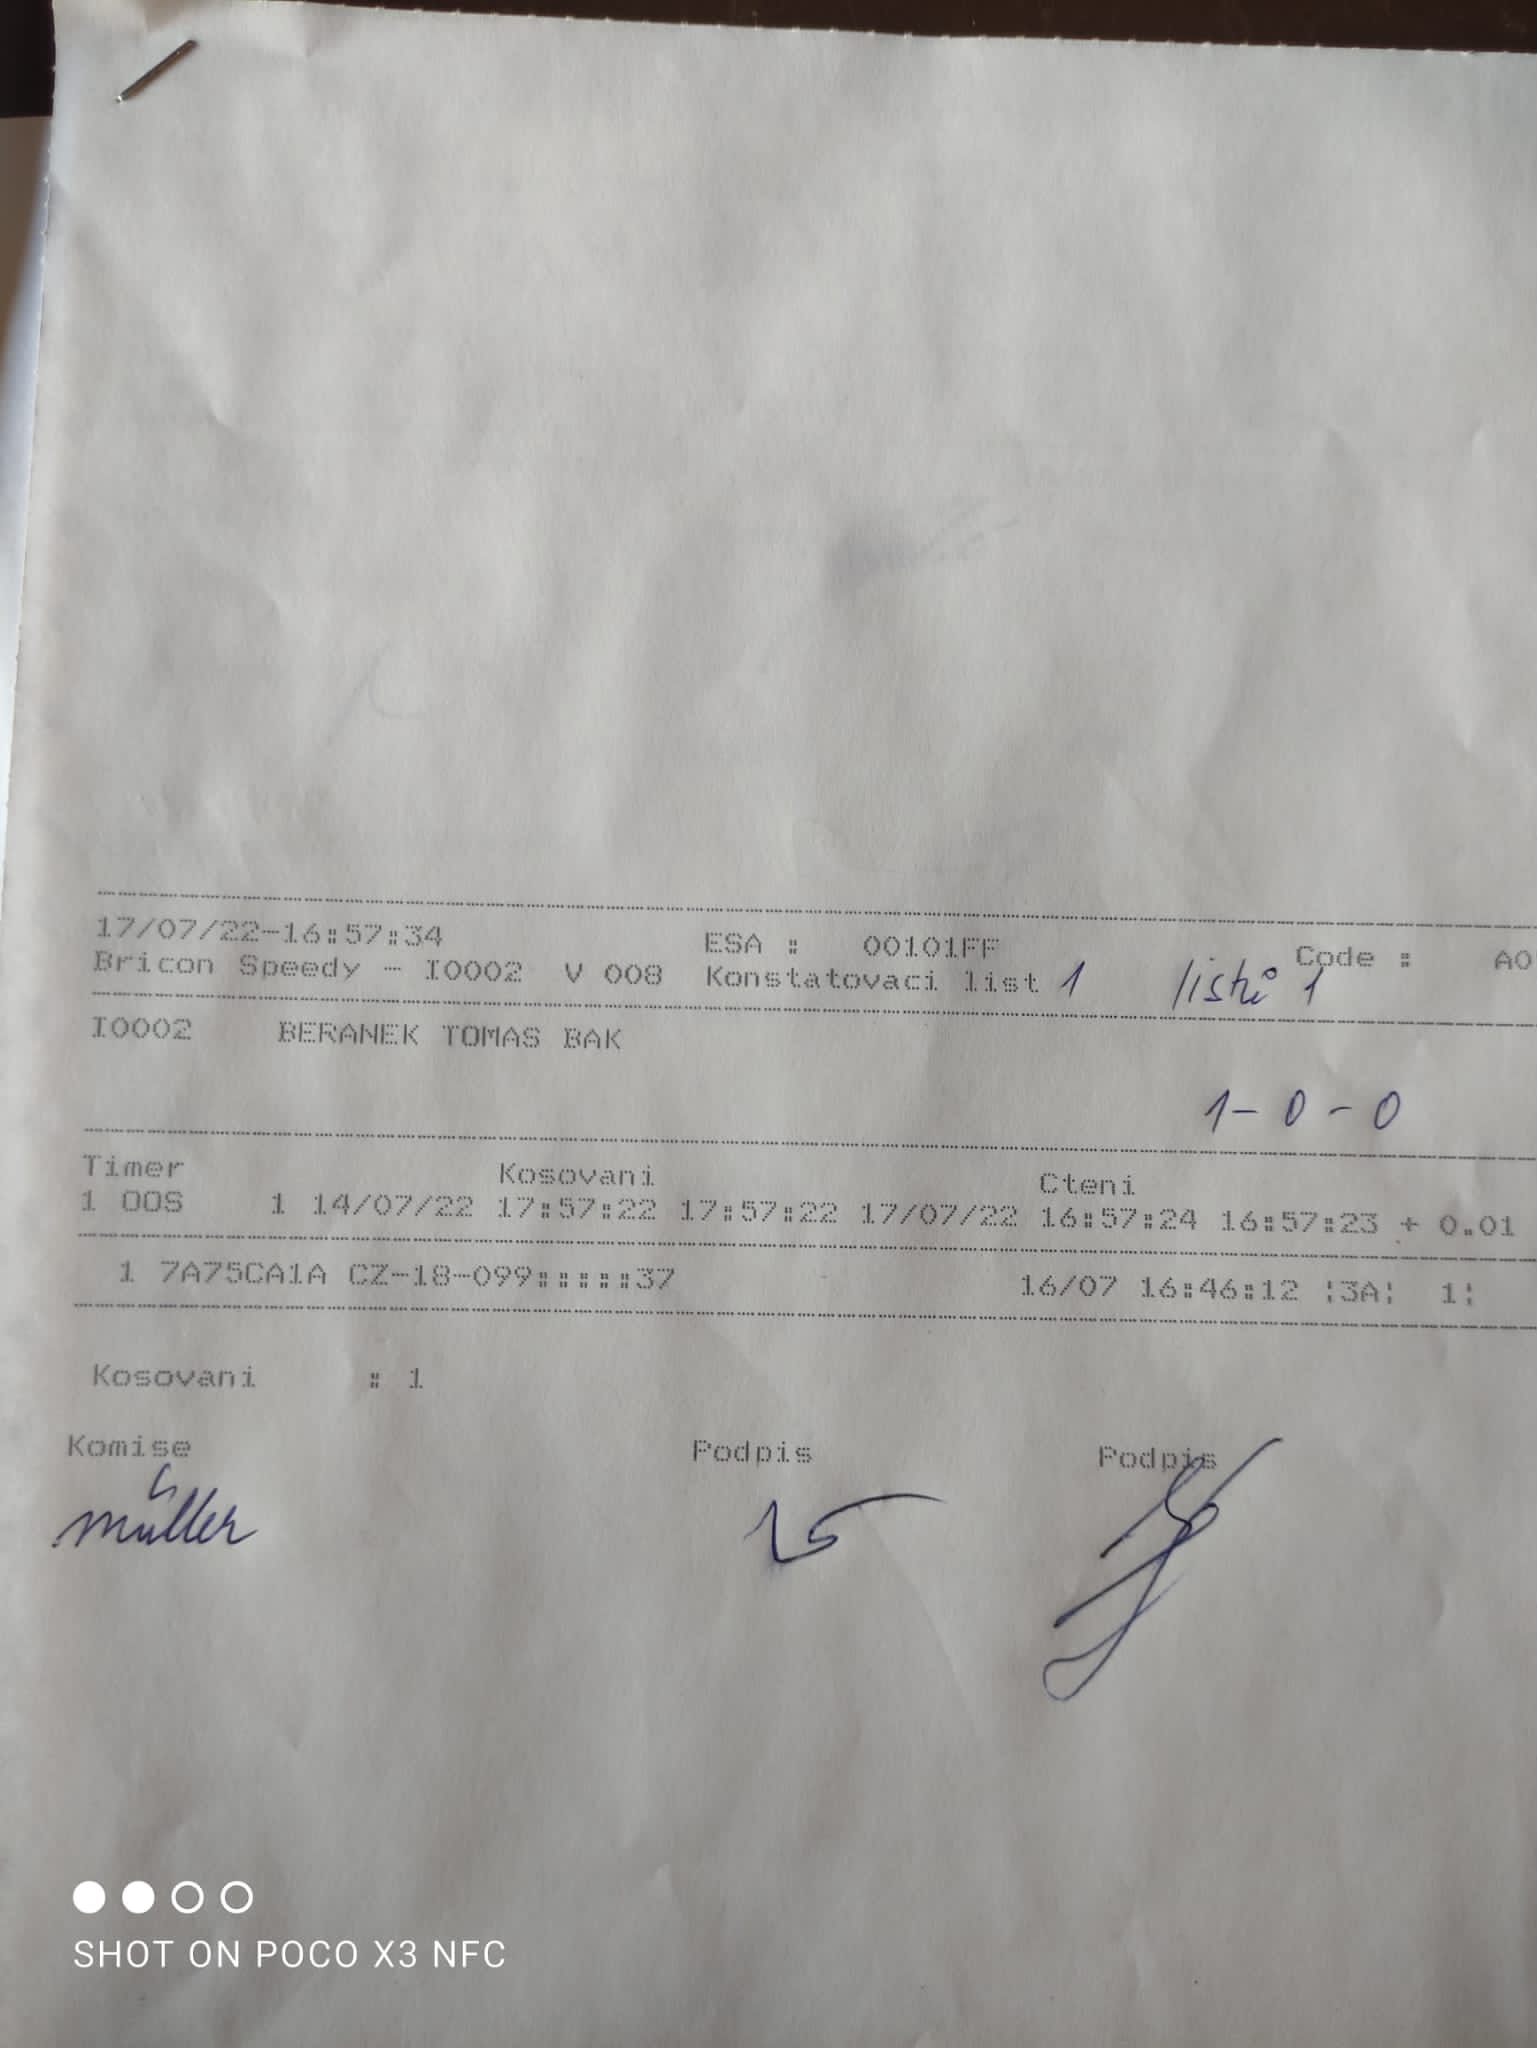 17/07/22-16:57:34 ESA : 00101FF Code : A0
Bricon Speedy - I0002 V 008 Konstatovaci list 1 listů 1
I0002 BERANEK TOMAS BAK
1-0-0
Timer Kosovani Cteni
1 00S 1 14/07/22 17:57:22 17:57:22 17/07/22 16:57:24 16:57:23 + 0.01
1 7A75CA1A CZ-18-099:::::37 16/07 16:46:12 ¦3A¦ 1¦
Kosovani : 1
Komise Podpis Podpis
müller
SHOT ON POCO X3 NFC